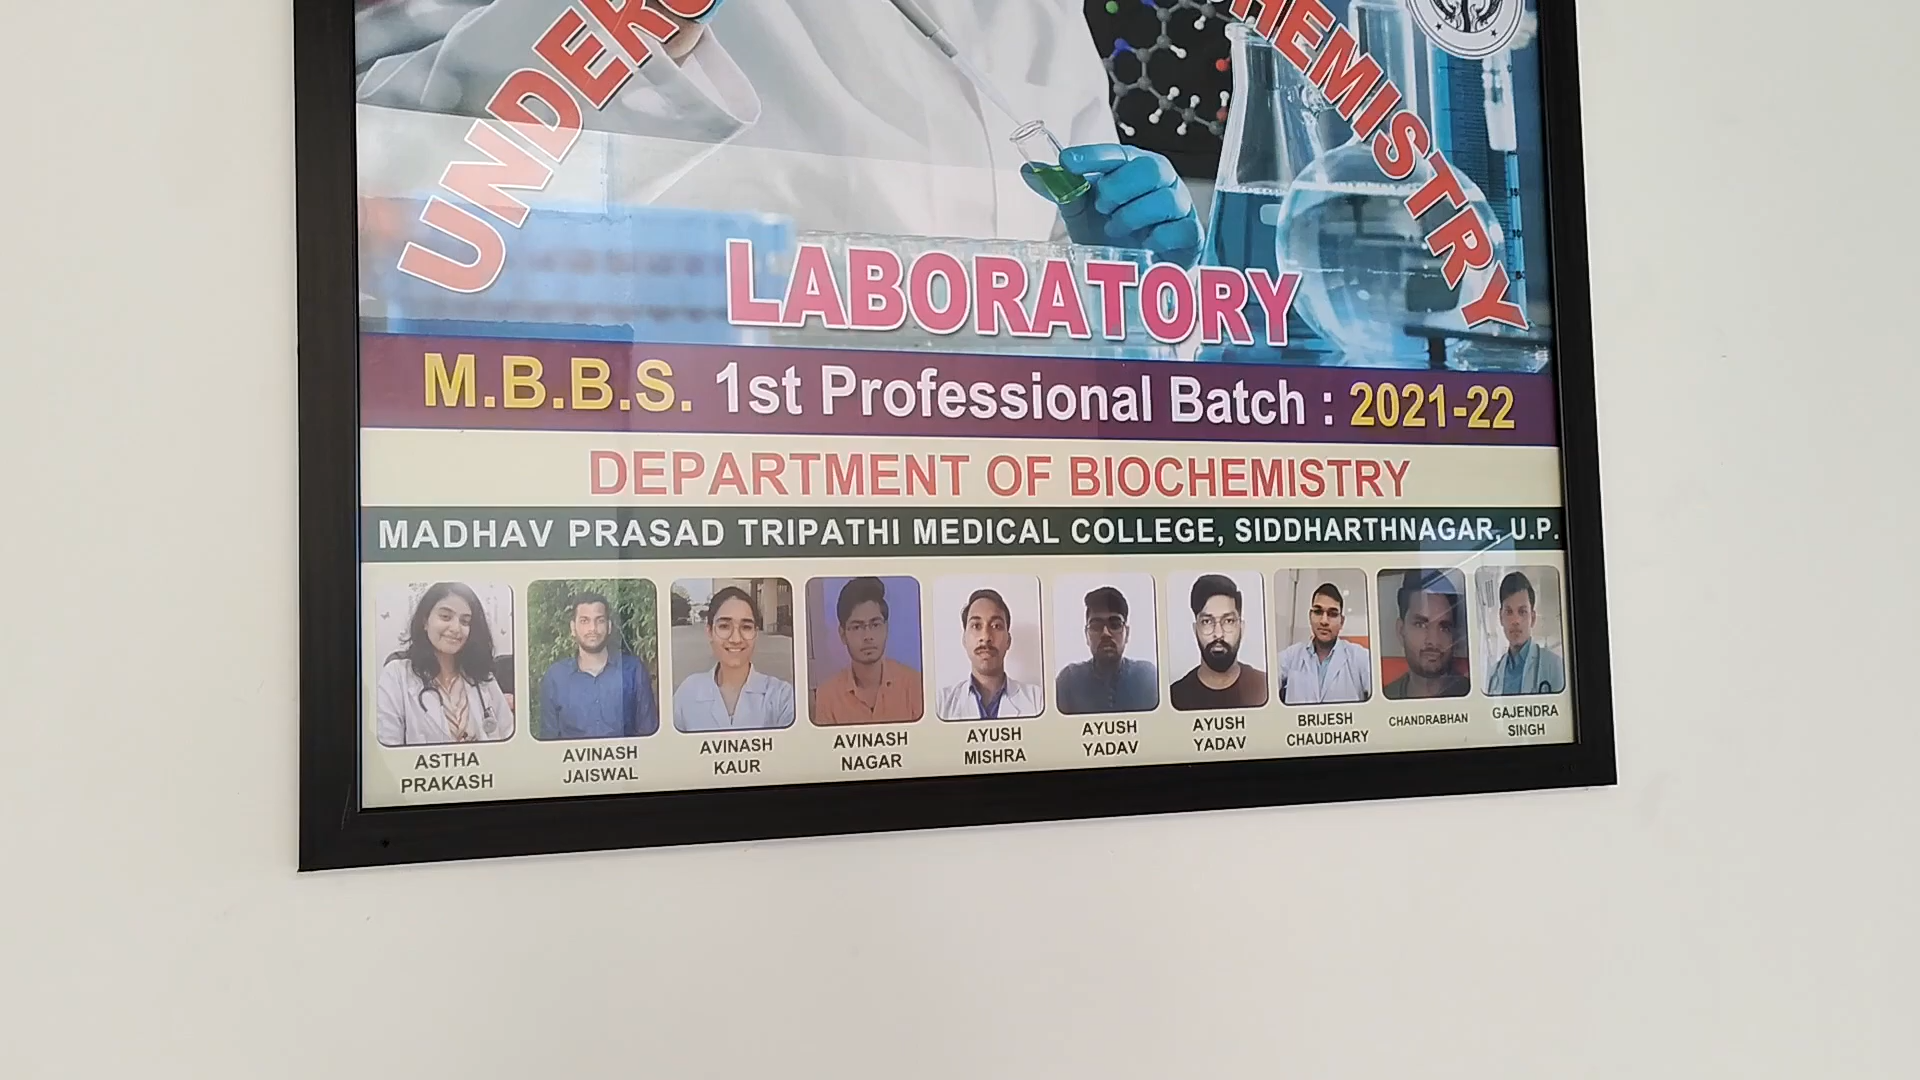 LABORATORY
M.B.B.S. 1st Professional Batch : 2021-22
DEPARTMENT OF BIOCHEMISTRY
MADHAV PRASAD TRIPATHI MEDICAL COLLEGE, SIDDHARTHNAGAR, U.P.
ASTHA
PRAKASH
AVINASH
JAISWAL
AVINASH
KAUR
AVINASH
NAGAR
AYUSH
MISHRA
AYUSH
YADAV
AYUSH
YADAV
BRIJESH
CHAUDHARY
CHANDRABHAN
GAJENDRA
SINGH